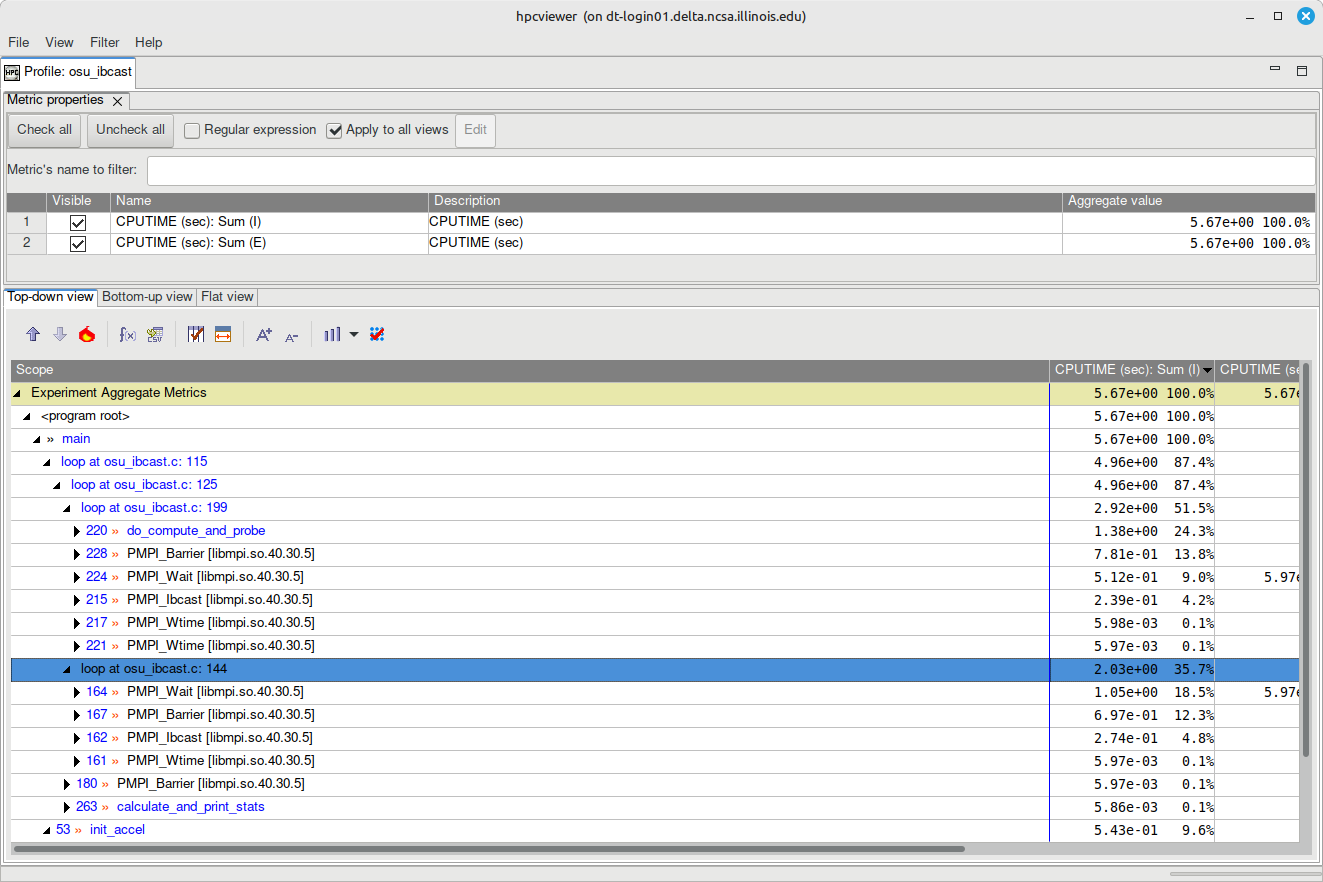 hpcviewer (on dt-login01.delta.ncsa.illinois.edu)
File View Filter Help
HPC Profile: osu_ibcast
Metric properties
Check all Uncheck all Regular expression Apply to all views Edit
Metric's name to filter:
Visible Name Description Aggregate value
1 CPUTIME (sec): Sum (I) CPUTIME (sec) 5.67e+00 100.0%
2 CPUTIME (sec): Sum (E) CPUTIME (sec) 5.67e+00 100.0%
Top-down view Bottom-up view Flat view
f(x) CSV A+ A-
Scope CPUTIME (sec): Sum (I) CPUTIME (se
Experiment Aggregate Metrics 5.67e+00 100.0% 5.67e
<program root> 5.67e+00 100.0%
» main 5.67e+00 100.0%
loop at osu_ibcast.c: 115 4.96e+00 87.4%
loop at osu_ibcast.c: 125 4.96e+00 87.4%
loop at osu_ibcast.c: 199 2.92e+00 51.5%
220 » do_compute_and_probe 1.38e+00 24.3%
228 » PMPI_Barrier [libmpi.so.40.30.5] 7.81e-01 13.8%
224 » PMPI_Wait [libmpi.so.40.30.5] 5.12e-01 9.0% 5.97e
215 » PMPI_Ibcast [libmpi.so.40.30.5] 2.39e-01 4.2%
217 » PMPI_Wtime [libmpi.so.40.30.5] 5.98e-03 0.1%
221 » PMPI_Wtime [libmpi.so.40.30.5] 5.97e-03 0.1%
loop at osu_ibcast.c: 144 2.03e+00 35.7%
164 » PMPI_Wait [libmpi.so.40.30.5] 1.05e+00 18.5% 5.97e
167 » PMPI_Barrier [libmpi.so.40.30.5] 6.97e-01 12.3%
162 » PMPI_Ibcast [libmpi.so.40.30.5] 2.74e-01 4.8%
161 » PMPI_Wtime [libmpi.so.40.30.5] 5.97e-03 0.1%
180 » PMPI_Barrier [libmpi.so.40.30.5] 5.97e-03 0.1%
263 » calculate_and_print_stats 5.86e-03 0.1%
53 » init_accel 5.43e-01 9.6%